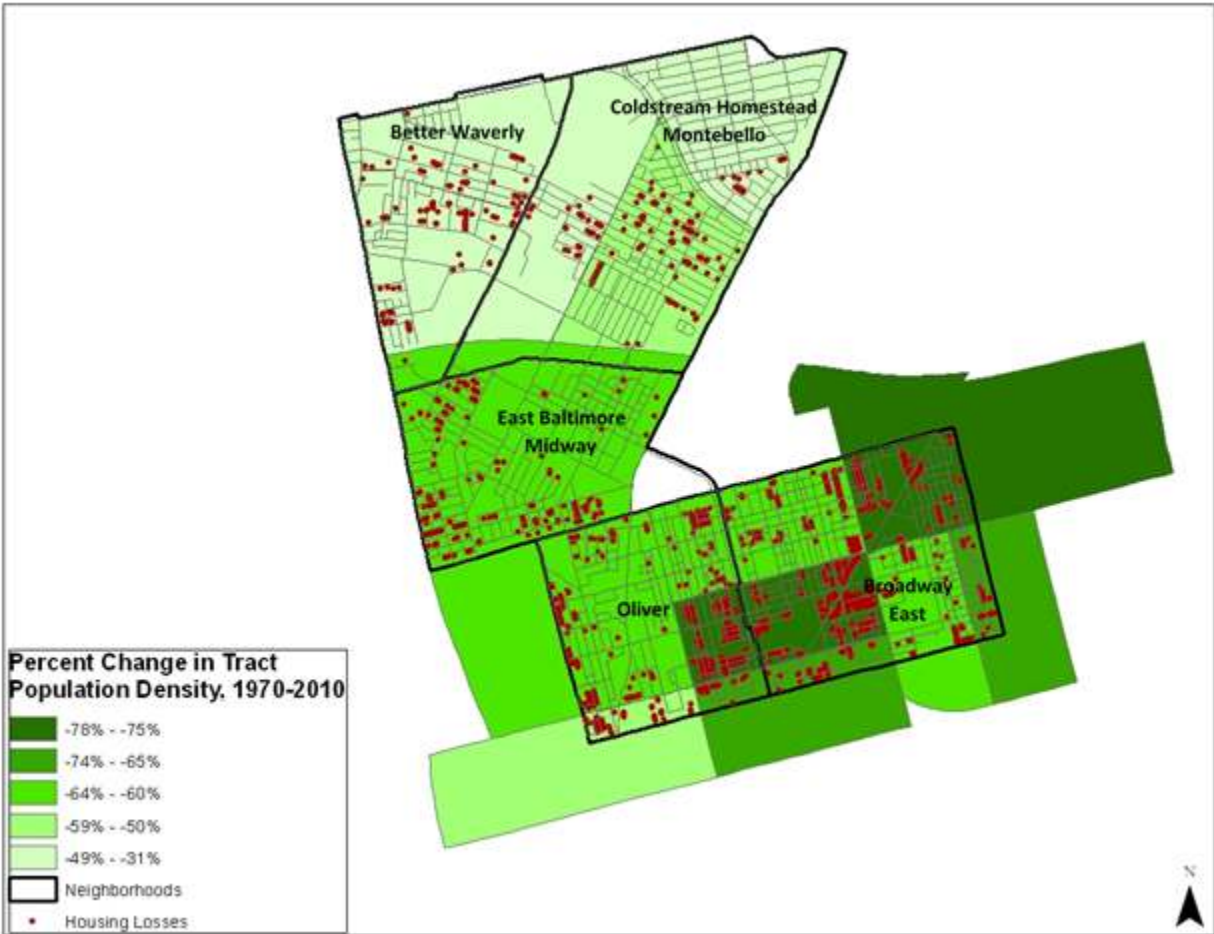 Coldstream Homestead
Montebello
Better Waverly
East Baltimore
Midway
Broadway
East
Oliver
Percent Change in Tract
Population Density, 1970-2010
-78% - -75%
-74% - -65%
-64% - -60%
-59% - -50%
-49% - -31%
Neighborhoods
Housing Losses
N